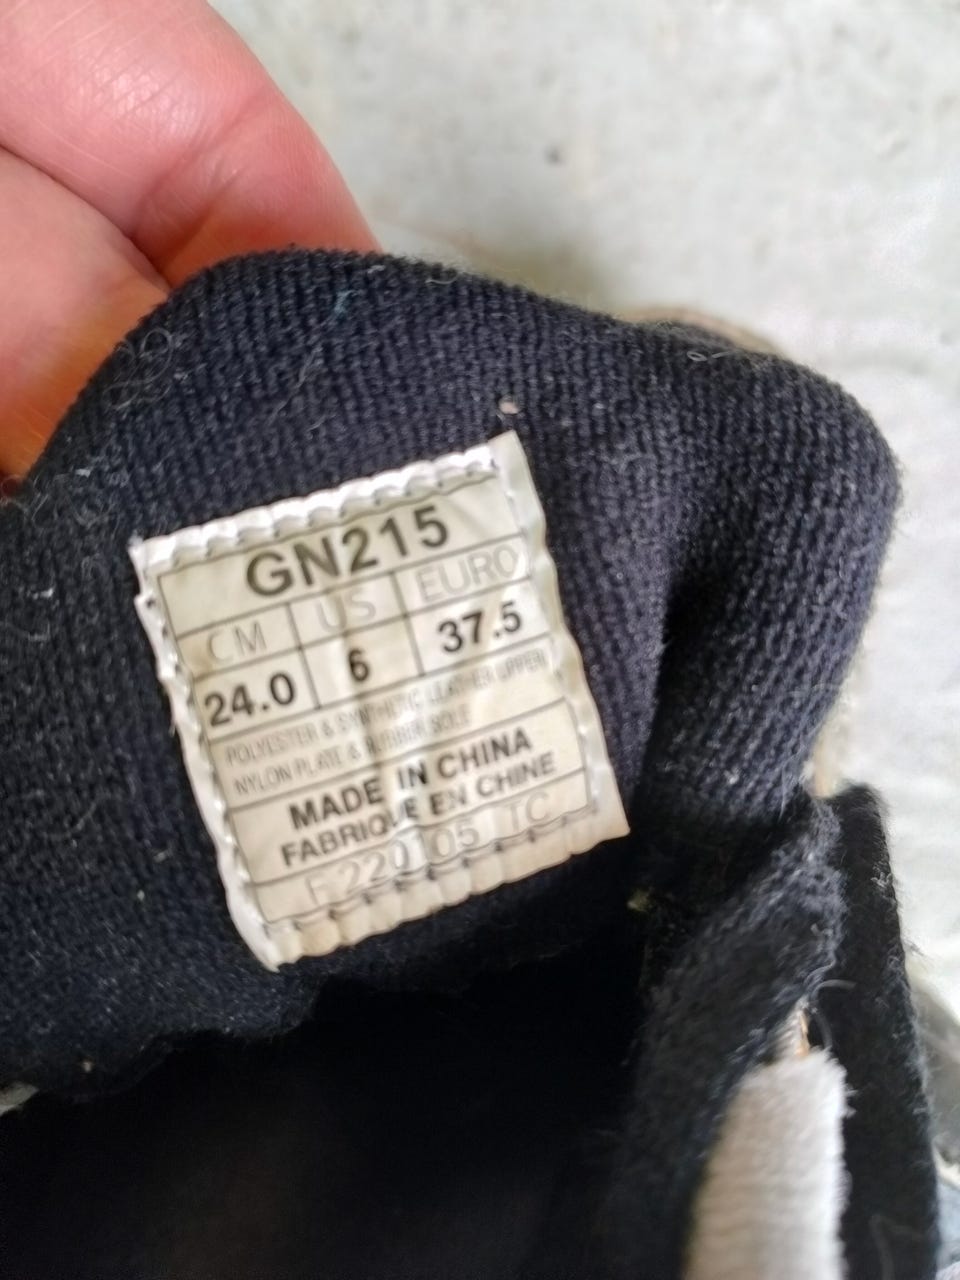 GN215
CM US EURO
24.0 6 37.5
POLYESTER & SYNTHETIC LEATHER UPPER
NYLON PLATE & RUBBER SOLE
MADE IN CHINA
FABRIQUE EN CHINE
F 220105 TC